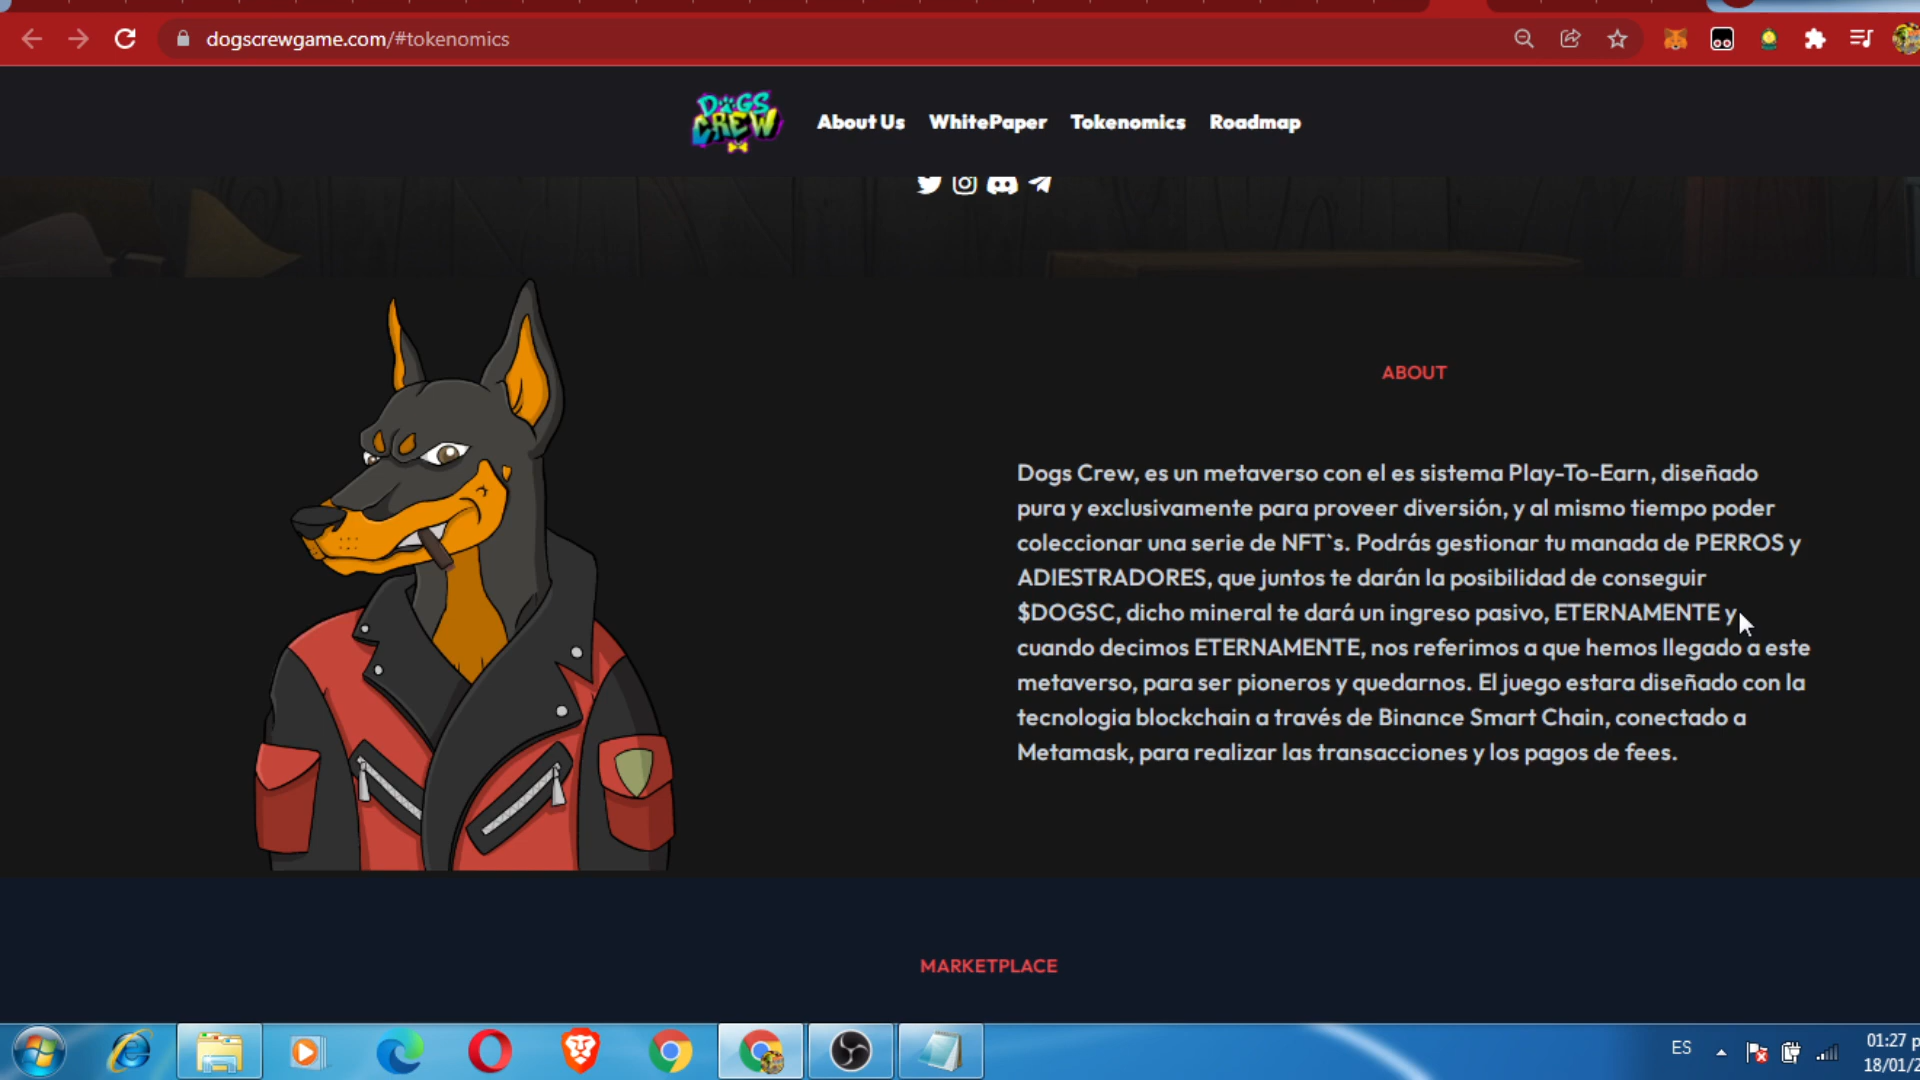 dogscrewgame.com/#tokenomics
DOGS CREW
About Us WhitePaper Tokenomics Roadmap
ABOUT
Dogs Crew, es un metaverso con el es sistema Play-To-Earn, diseñado
pura y exclusivamente para proveer diversión, y al mismo tiempo poder
coleccionar una serie de NFT`s. Podrás gestionar tu manada de PERROS y
ADIESTRADORES, que juntos te darán la posibilidad de conseguir
$DOGSC, dicho mineral te dará un ingreso pasivo, ETERNAMENTE y
cuando decimos ETERNAMENTE, nos referimos a que hemos llegado a este
metaverso, para ser pioneros y quedarnos. El juego estara diseñado con la
tecnologia blockchain a través de Binance Smart Chain, conectado a
Metamask, para realizar las transacciones y los pagos de fees.
MARKETPLACE
ES
01:27 p
18/01/2